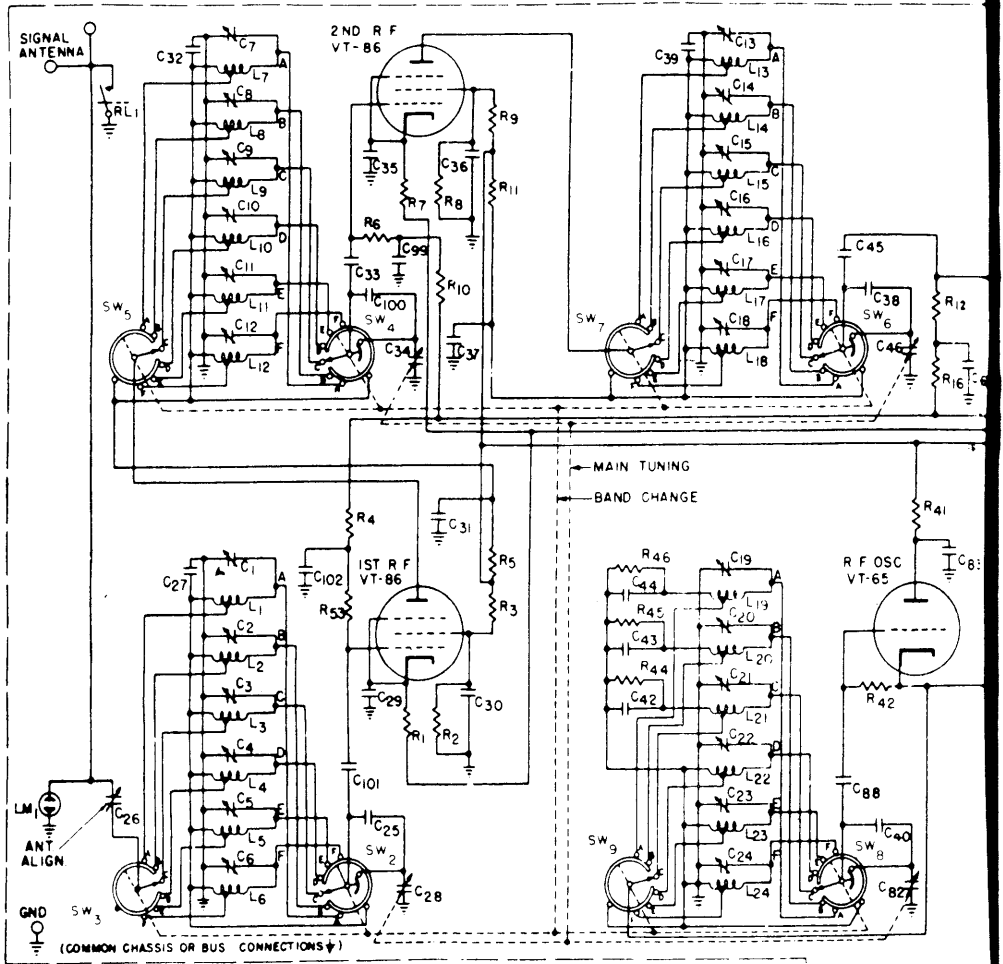 SIGNAL
ANTENNA
RL1
C32
C7
A
L7
C8
B
L8
C9
C
L9
C10
D
L10
C11
E
L11
C12
F
L12
SW5
SW4
2ND R F
VT-86
C35
C36
R7
R8
R9
R11
R6
C99
C33
C100
R10
C34
C37
C39
C13
A
L13
C14
B
L14
C15
C
L15
C16
D
L16
C17
E
L17
C18
F
L18
SW7
SW6
C45
C38
C46
R12
R16
MAIN TUNING
BAND CHANGE
R4
C102
R53
C31
R5
R3
1ST R F
VT-86
C29
C30
R1
R2
C101
C25
C27
C1
A
L1
C2
B
L2
C3
C
L3
C4
D
L4
C5
E
L5
C6
F
L6
SW3
SW2
C28
LM1
C26
ANT
ALIGN
GND
(COMMON CHASSIS OR BUS CONNECTIONS)
R46
C44
R45
C43
R44
C42
C19
A
L19
C20
B
L20
C21
C
L21
C22
D
L22
C23
E
L23
C24
F
L24
SW9
SW8
R41
C83
R F OSC
VT-65
R42
C88
C40
C82